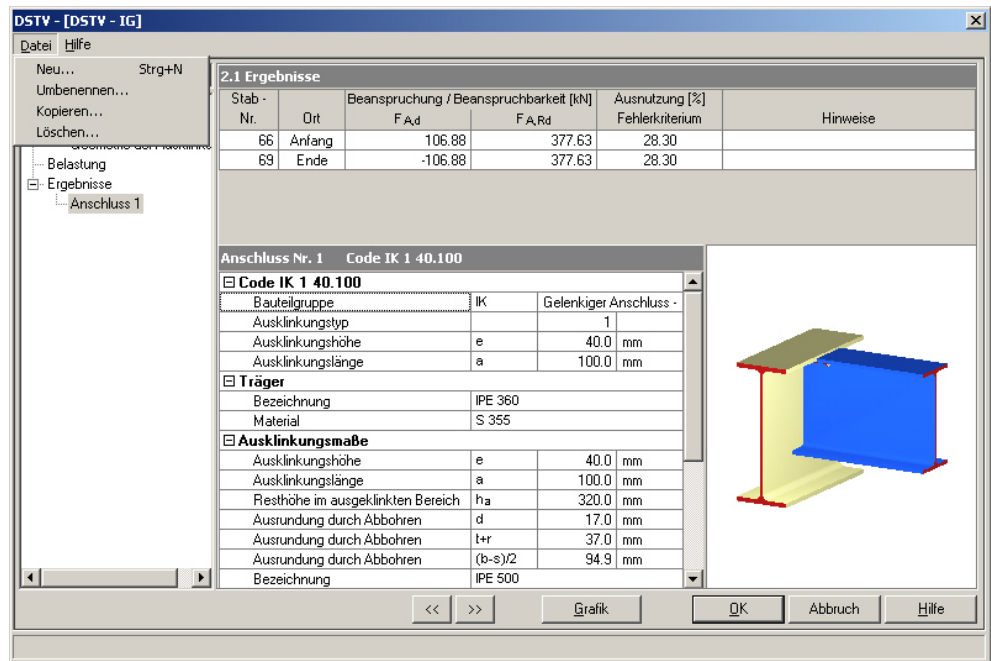 DSTV - [DSTV - IG]
Datei Hilfe
Neu... Strg+N
Umbenennen...
Kopieren...
Löschen...
Belastung
Ergebnisse
Anschluss 1
2.1 Ergebnisse
Stab - Nr. Ort Beanspruchung / Beanspruchbarkeit [kN] Ausnutzung [%]
F A,d F A,Rd Fehlerkriterium Hinweise
66 Anfang 106.88 377.63 28.30
69 Ende -106.88 377.63 28.30
Anschluss Nr. 1 Code IK 1 40.100
Code IK 1 40.100
Bauteilgruppe IK Gelenkiger Anschluss -
Ausklinkungstyp 1
Ausklinkungshöhe e 40.0 mm
Ausklinkungslänge a 100.0 mm
Träger
Bezeichnung IPE 360
Material S 355
Ausklinkungsmaße
Ausklinkungshöhe e 40.0 mm
Ausklinkungslänge a 100.0 mm
Resthöhe im ausgeklinkten Bereich ha 320.0 mm
Ausrundung durch Abbohren d 17.0 mm
Ausrundung durch Abbohren t+r 37.0 mm
Ausrundung durch Abbohren (b-s)/2 94.9 mm
Bezeichnung IPE 500
<< >> Grafik OK Abbruch Hilfe